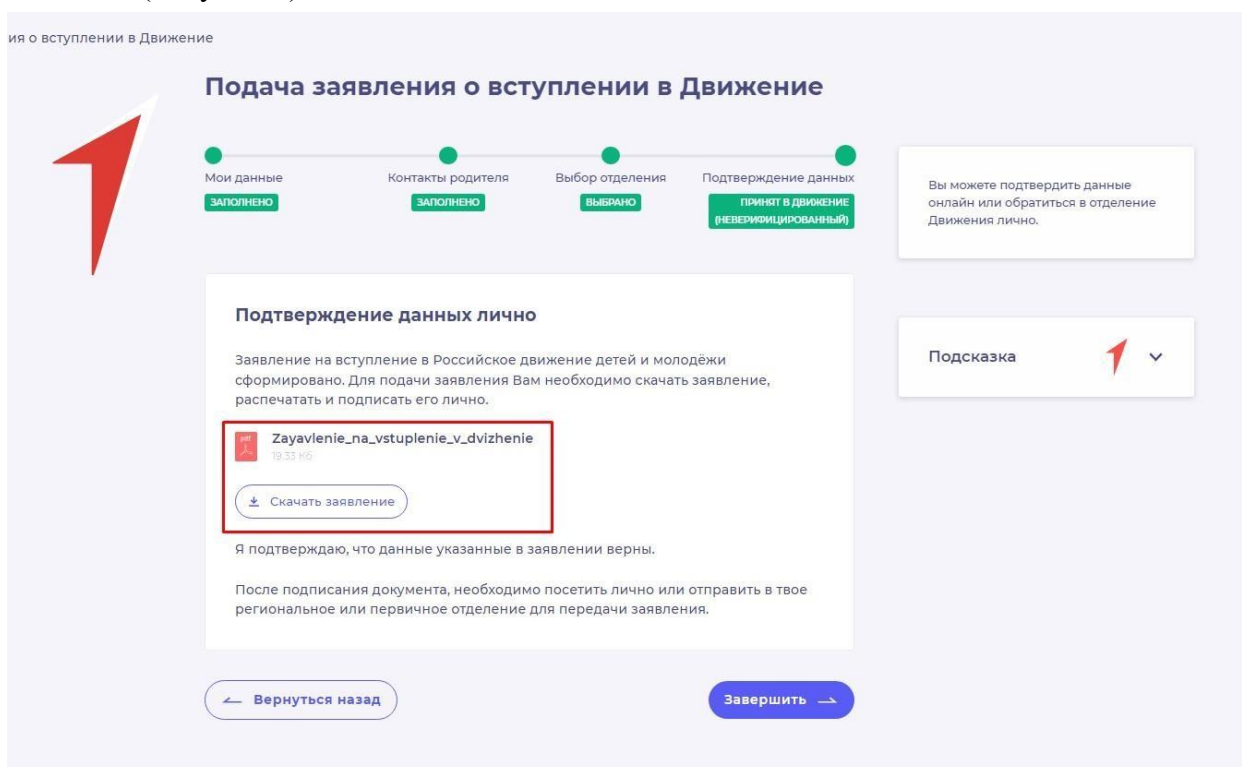 ия о вступлении в Движение
Подача заявления о вступлении в Движение
Мои данные
ЗАПОЛНЕНО
Контакты родителя
ЗАПОЛНЕНО
Выбор отделения
ВЫБРАНО
Подтверждение данных
ПРИНЯТ В ДВИЖЕНИЕ
(НЕВЕРИФИЦИРОВАННЫЙ)
Вы можете подтвердить данные
онлайн или обратиться в отделение
Движения лично.
Подсказка
Подтверждение данных лично
Заявление на вступление в Российское движение детей и молодёжи
сформировано. Для подачи заявления Вам необходимо скачать заявление,
распечатать и подписать его лично.
pdf
Zayavlenie_na_vstuplenie_v_dvizhenie
19.33 Кб
Скачать заявление
Я подтверждаю, что данные указанные в заявлении верны.
После подписания документа, необходимо посетить лично или отправить в твое
региональное или первичное отделение для передачи заявления.
Вернуться назад
Завершить